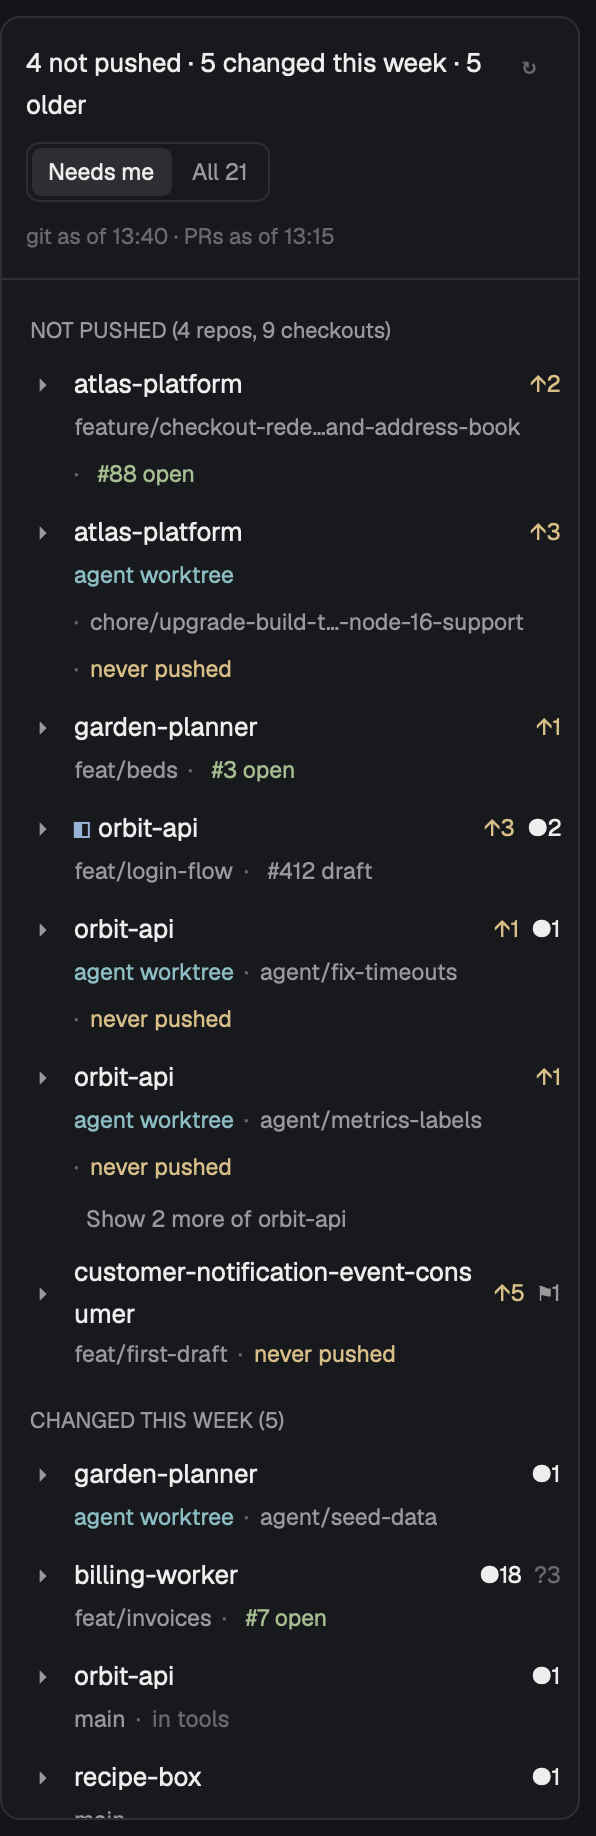 4 not pushed · 5 changed this week · 5 ↻
older
Needs me All 21
git as of 13:40 · PRs as of 13:15
NOT PUSHED (4 repos, 9 checkouts)
atlas-platform ↑2
feature/checkout-rede…and-address-book
· #88 open
atlas-platform ↑3
agent worktree
· chore/upgrade-build-t…-node-16-support
· never pushed
garden-planner ↑1
feat/beds · #3 open
orbit-api ↑3 ●2
feat/login-flow · #412 draft
orbit-api ↑1 ●1
agent worktree · agent/fix-timeouts
· never pushed
orbit-api ↑1
agent worktree · agent/metrics-labels
· never pushed
Show 2 more of orbit-api
customer-notification-event-cons
umer ↑5 ⚑1
feat/first-draft · never pushed
CHANGED THIS WEEK (5)
garden-planner ●1
agent worktree · agent/seed-data
billing-worker ●18 ?3
feat/invoices · #7 open
orbit-api ●1
main · in tools
recipe-box ●1
main